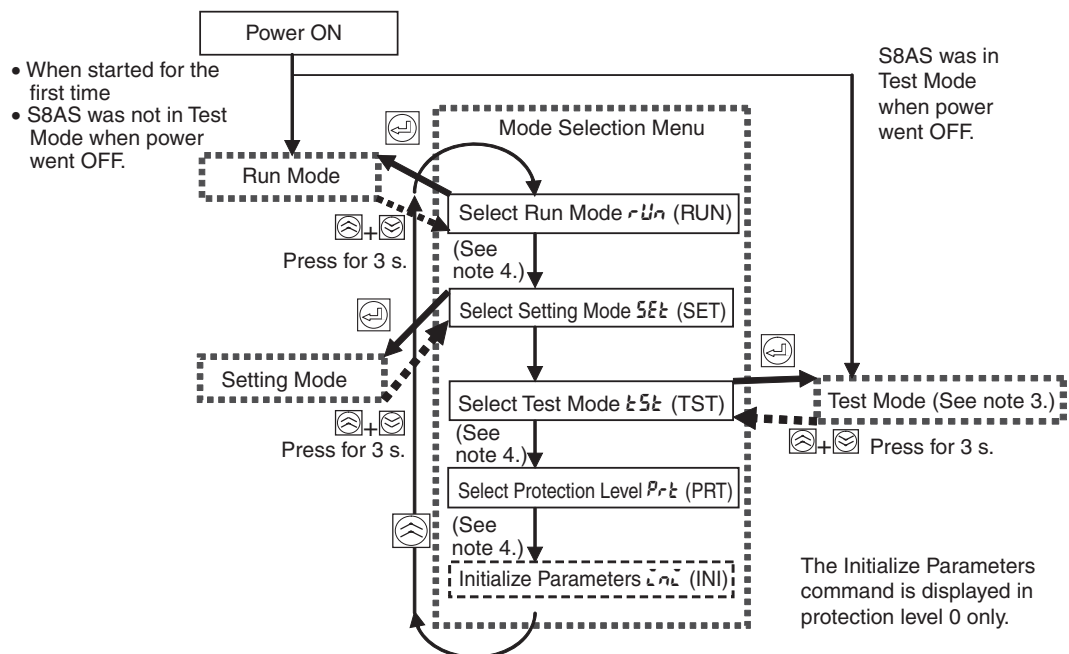 Power ON
• When started for the
first time
• S8AS was not in Test
Mode when power
went OFF.
S8AS was in
Test Mode
when power
went OFF.
Mode Selection Menu
Run Mode
Select Run Mode rUn (RUN)
+
Press for 3 s.
(See
note 4.)
Select Setting Mode SEt (SET)
Setting Mode
+
Press for 3 s.
Select Test Mode tSt (TST)
Test Mode (See note 3.)
+ Press for 3 s.
(See
note 4.)
Select Protection Level Prt (PRT)
(See
note 4.)
Initialize Parameters ini (INI)
The Initialize Parameters
command is displayed in
protection level 0 only.